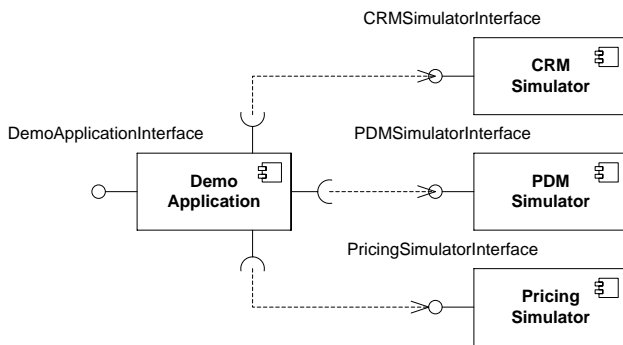 CRMSimulatorInterface
CRM
Simulator
DemoApplicationInterface
PDMSimulatorInterface
Demo
Application
PDM
Simulator
PricingSimulatorInterface
Pricing
Simulator